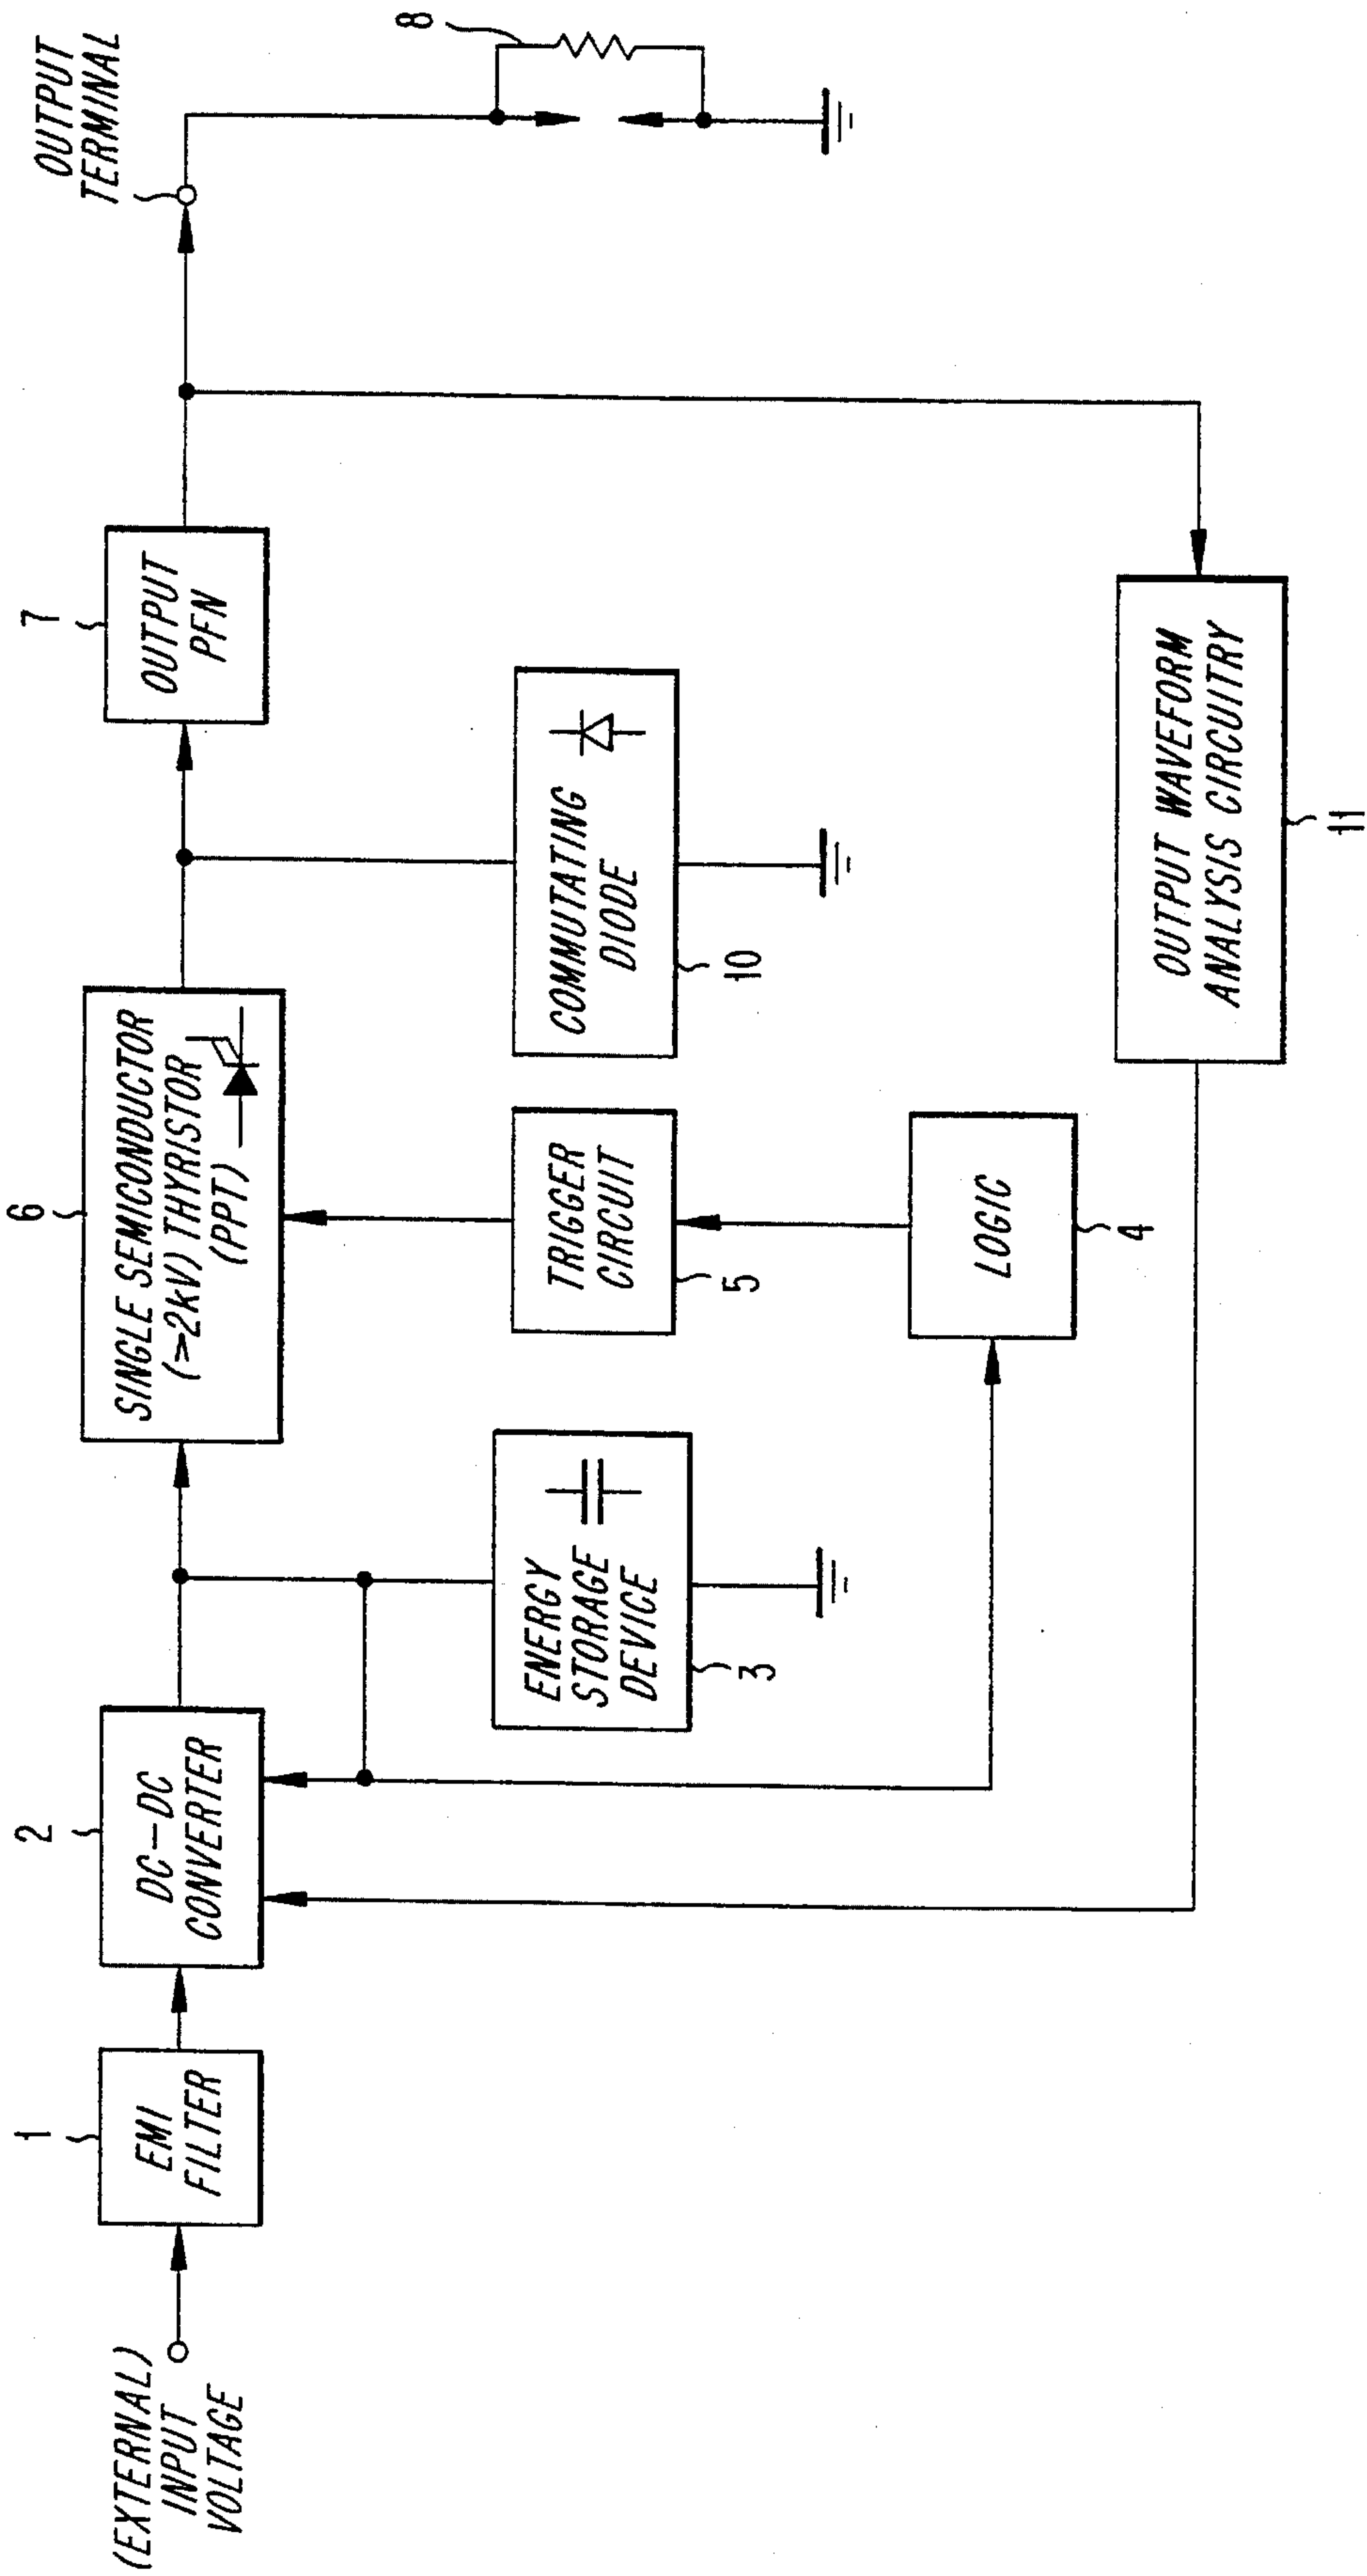 (EXTERNAL)
INPUT
VOLTAGE
1
EMI
FILTER
2
DC–DC
CONVERTER
3
ENERGY
STORAGE
DEVICE
6
SINGLE SEMICONDUCTOR
(>2kV) THYRISTOR
(PPT)
5
TRIGGER
CIRCUIT
4
LOGIC
10
COMMUTATING
DIODE
7
OUTPUT
PFN
OUTPUT
TERMINAL
8
OUTPUT WAVEFORM
ANALYSIS CIRCUITRY
11